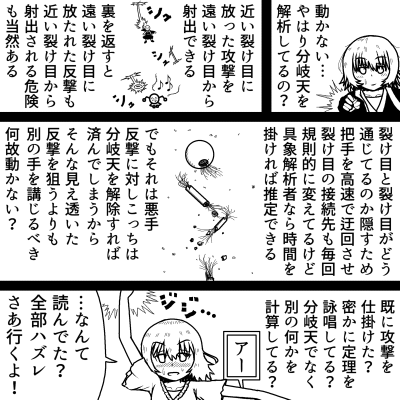 動かない…
やはり分岐天を
解析してるの？
近い裂け目に
放った攻撃を
遠い裂け目から
射出できる
ジュッ
ジュッ
ジュッ
裏を返すと
遠い裂け目に
放たれた反撃も
近い裂け目から
射出される危険
も当然ある
裂け目と裂け目がどう
通じてるのか隠すため
把手を高速で迂回させ
裂け目の接続先も毎回
規則的に変えてるけど
具象解析者なら時間を
掛ければ推定できる
でもそれは悪手
反撃に対しこっちは
分岐天を解除すれば
済んでしまうから
そんな見え透いた
反撃を狙うよりも
別の手を講じるべき
何故動かない？
既に攻撃を
仕掛けた？
密かに定理を
詠唱してる？
分岐天でなく
別の何かを
計算してる？
アー
ジジ…
…なんて
読んでた？
全部ハズレ
さあ行くよ！